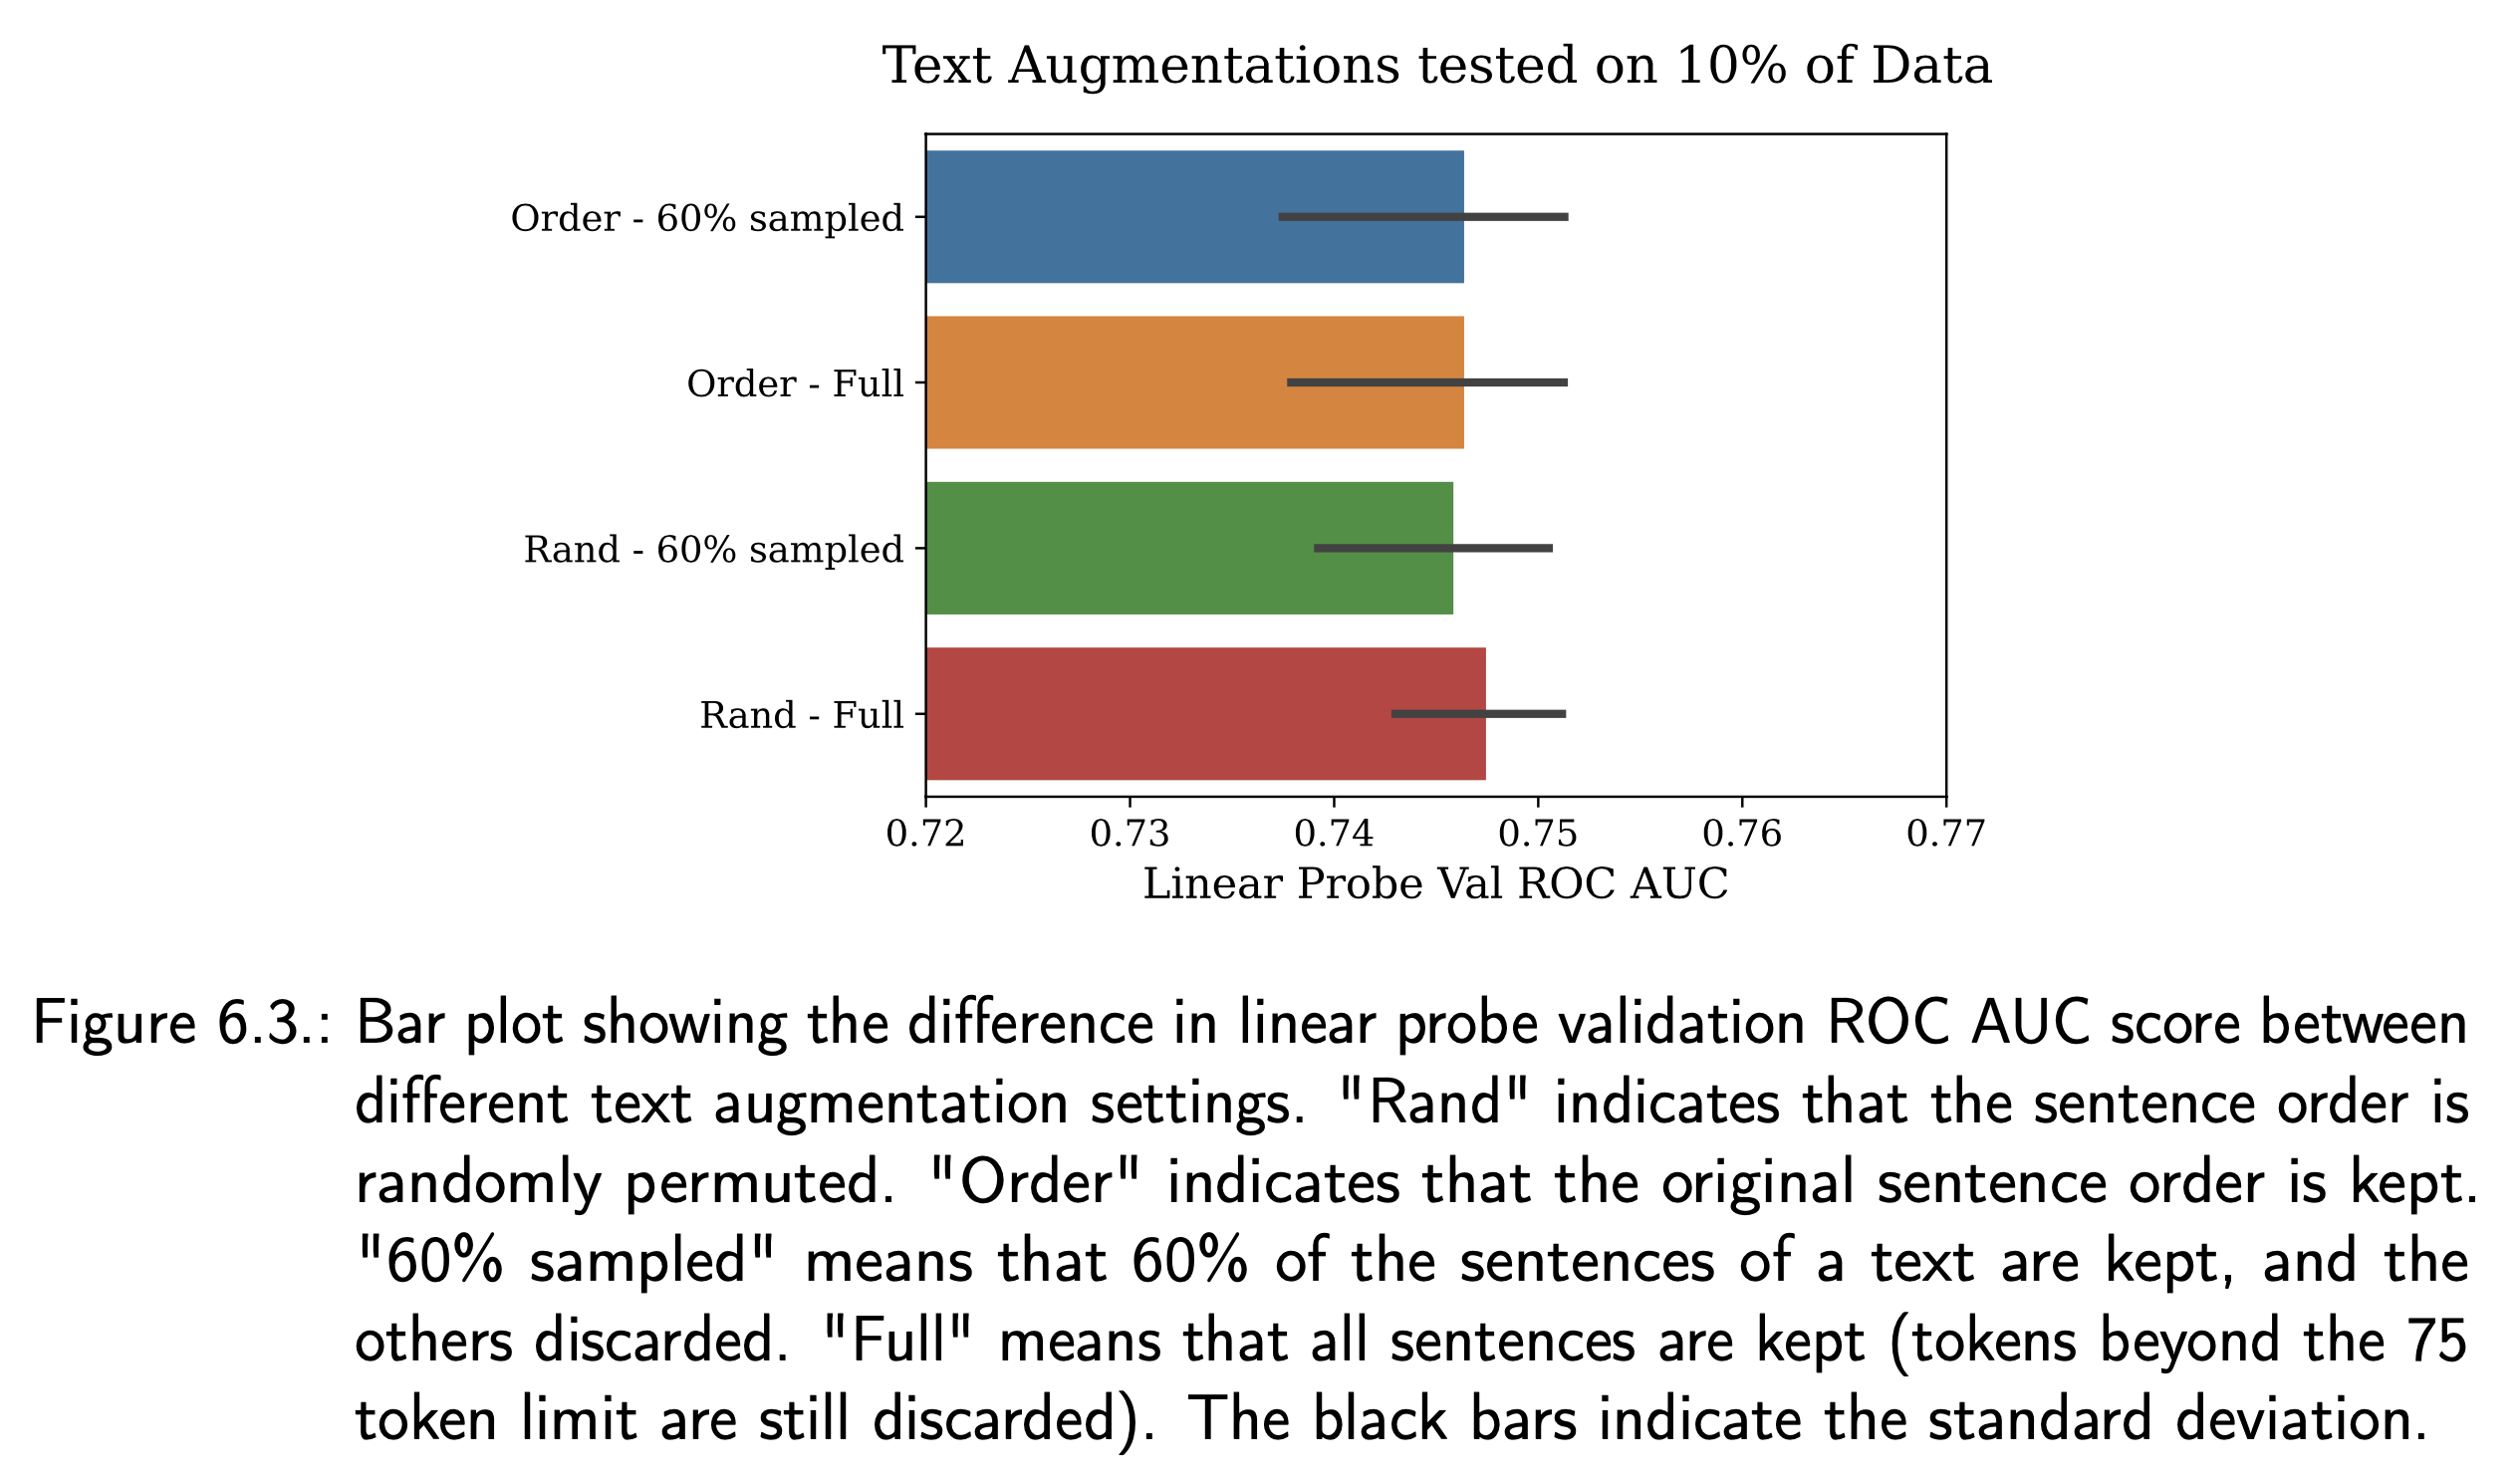 Text Augmentations tested on 10% of Data
Order - 60% sampled
Order - Full
Rand - 60% sampled
Rand - Full
0.72 0.73 0.74 0.75 0.76 0.77
Linear Probe Val ROC AUC
Figure 6.3.: Bar plot showing the difference in linear probe validation ROC AUC score between
different text augmentation settings. "Rand" indicates that the sentence order is
randomly permuted. "Order" indicates that the original sentence order is kept.
"60% sampled" means that 60% of the sentences of a text are kept, and the
others discarded. "Full" means that all sentences are kept (tokens beyond the 75
token limit are still discarded). The black bars indicate the standard deviation.